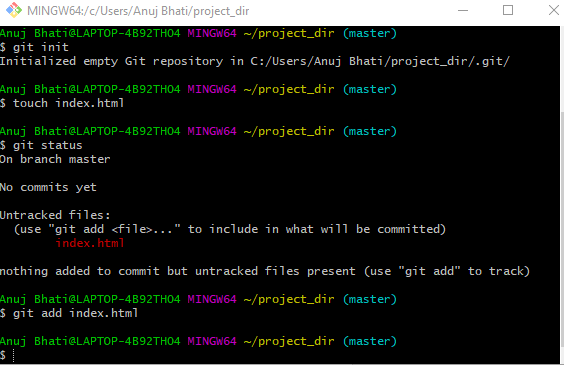 MINGW64:/c/Users/Anuj Bhati/project_dir
Anuj Bhati@LAPTOP-4B92TH04 MINGW64 ~/project_dir (master)
$ git init
Initialized empty Git repository in C:/Users/Anuj Bhati/project_dir/.git/
Anuj Bhati@LAPTOP-4B92TH04 MINGW64 ~/project_dir (master)
$ touch index.html
Anuj Bhati@LAPTOP-4B92TH04 MINGW64 ~/project_dir (master)
$ git status
On branch master
No commits yet
Untracked files:
(use "git add <file>..." to include in what will be committed)
index.html
nothing added to commit but untracked files present (use "git add" to track)
Anuj Bhati@LAPTOP-4B92TH04 MINGW64 ~/project_dir (master)
$ git add index.html
Anuj Bhati@LAPTOP-4B92TH04 MINGW64 ~/project_dir (master)
$